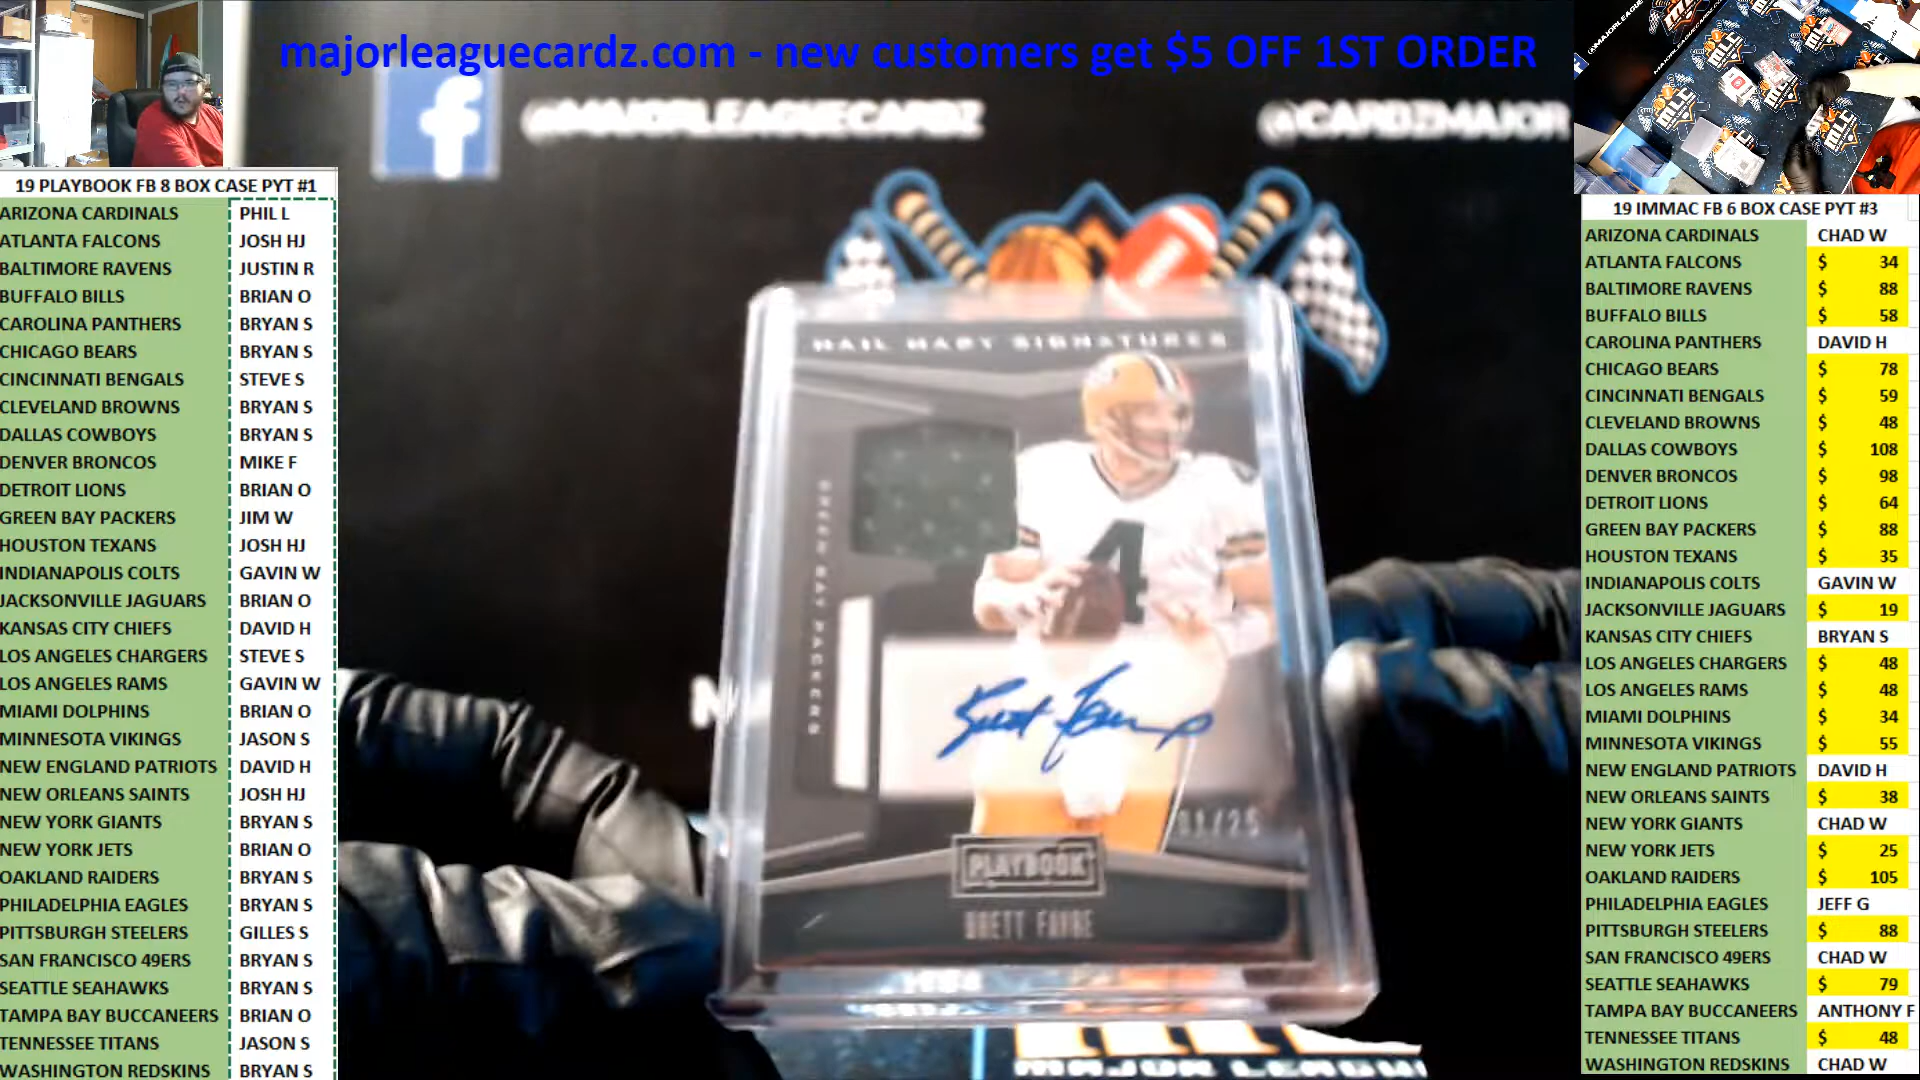 majorleaguecardz.com - new customers get $5 OFF 1ST ORDER
@MAJORLEAGUECARDZ
@CARDZMAJOR
19 PLAYBOOK FB 8 BOX CASE PYT #1
ARIZONA CARDINALS PHIL L
ATLANTA FALCONS JOSH HJ
BALTIMORE RAVENS JUSTIN R
BUFFALO BILLS BRIAN O
CAROLINA PANTHERS BRYAN S
CHICAGO BEARS BRYAN S
CINCINNATI BENGALS STEVE S
CLEVELAND BROWNS BRYAN S
DALLAS COWBOYS BRYAN S
DENVER BRONCOS MIKE F
DETROIT LIONS BRIAN O
GREEN BAY PACKERS JIM W
HOUSTON TEXANS JOSH HJ
INDIANAPOLIS COLTS GAVIN W
JACKSONVILLE JAGUARS BRIAN O
KANSAS CITY CHIEFS DAVID H
LOS ANGELES CHARGERS STEVE S
LOS ANGELES RAMS GAVIN W
MIAMI DOLPHINS BRIAN O
MINNESOTA VIKINGS JASON S
NEW ENGLAND PATRIOTS DAVID H
NEW ORLEANS SAINTS JOSH HJ
NEW YORK GIANTS BRYAN S
NEW YORK JETS BRIAN O
OAKLAND RAIDERS BRYAN S
PHILADELPHIA EAGLES BRYAN S
PITTSBURGH STEELERS GILLES S
SAN FRANCISCO 49ERS BRYAN S
SEATTLE SEAHAWKS BRYAN S
TAMPA BAY BUCCANEERS BRIAN O
TENNESSEE TITANS JASON S
WASHINGTON REDSKINS BRYAN S
HAIL MARY SIGNATURES
GREEN BAY PACKERS
4
01/25
PLAYBOOK
BRETT FAVRE
MAJOR LEAGUE
19 IMMAC FB 6 BOX CASE PYT #3
ARIZONA CARDINALS CHAD W
ATLANTA FALCONS $ 34
BALTIMORE RAVENS $ 88
BUFFALO BILLS $ 58
CAROLINA PANTHERS DAVID H
CHICAGO BEARS $ 78
CINCINNATI BENGALS $ 59
CLEVELAND BROWNS $ 48
DALLAS COWBOYS $ 108
DENVER BRONCOS $ 98
DETROIT LIONS $ 64
GREEN BAY PACKERS $ 88
HOUSTON TEXANS $ 35
INDIANAPOLIS COLTS GAVIN W
JACKSONVILLE JAGUARS $ 19
KANSAS CITY CHIEFS BRYAN S
LOS ANGELES CHARGERS $ 48
LOS ANGELES RAMS $ 48
MIAMI DOLPHINS $ 34
MINNESOTA VIKINGS $ 55
NEW ENGLAND PATRIOTS DAVID H
NEW ORLEANS SAINTS $ 38
NEW YORK GIANTS CHAD W
NEW YORK JETS $ 25
OAKLAND RAIDERS $ 105
PHILADELPHIA EAGLES JEFF G
PITTSBURGH STEELERS $ 88
SAN FRANCISCO 49ERS CHAD W
SEATTLE SEAHAWKS $ 79
TAMPA BAY BUCCANEERS ANTHONY F
TENNESSEE TITANS $ 48
WASHINGTON REDSKINS CHAD W